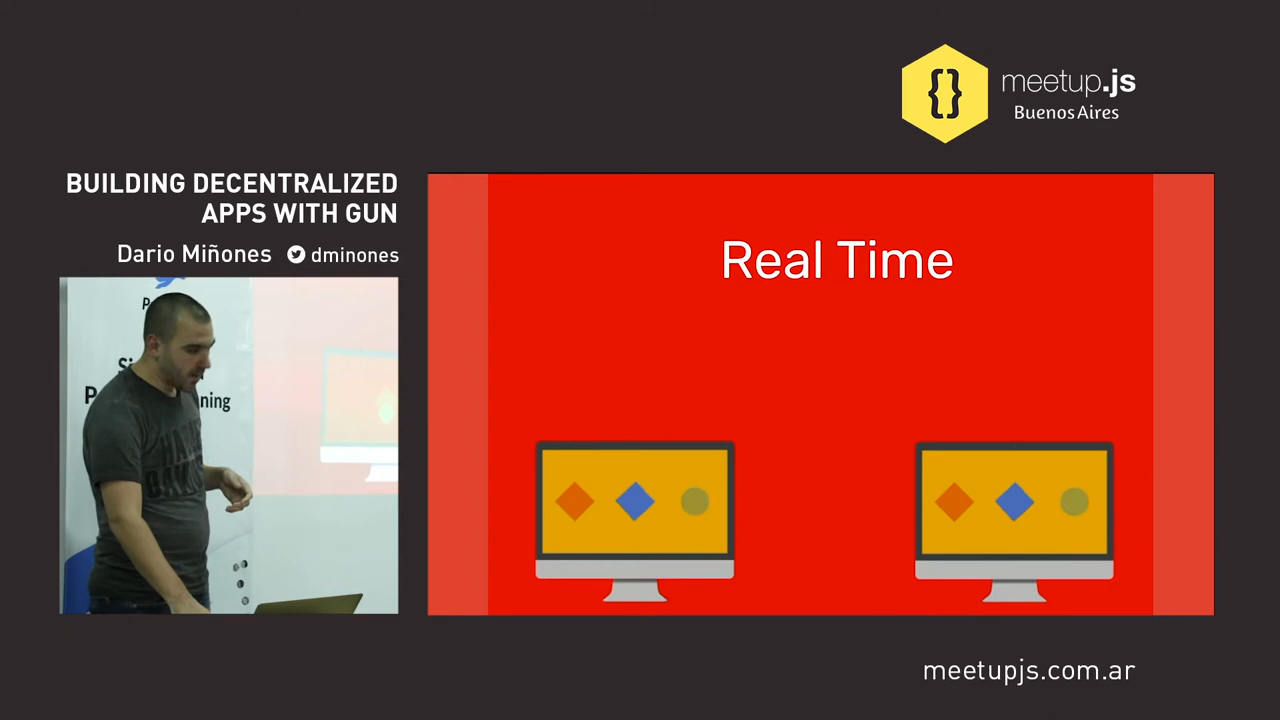 {}
meetup.js
Buenos Aires
BUILDING DECENTRALIZED
APPS WITH GUN
Dario Miñones
dminones
Real Time
meetupjs.com.ar